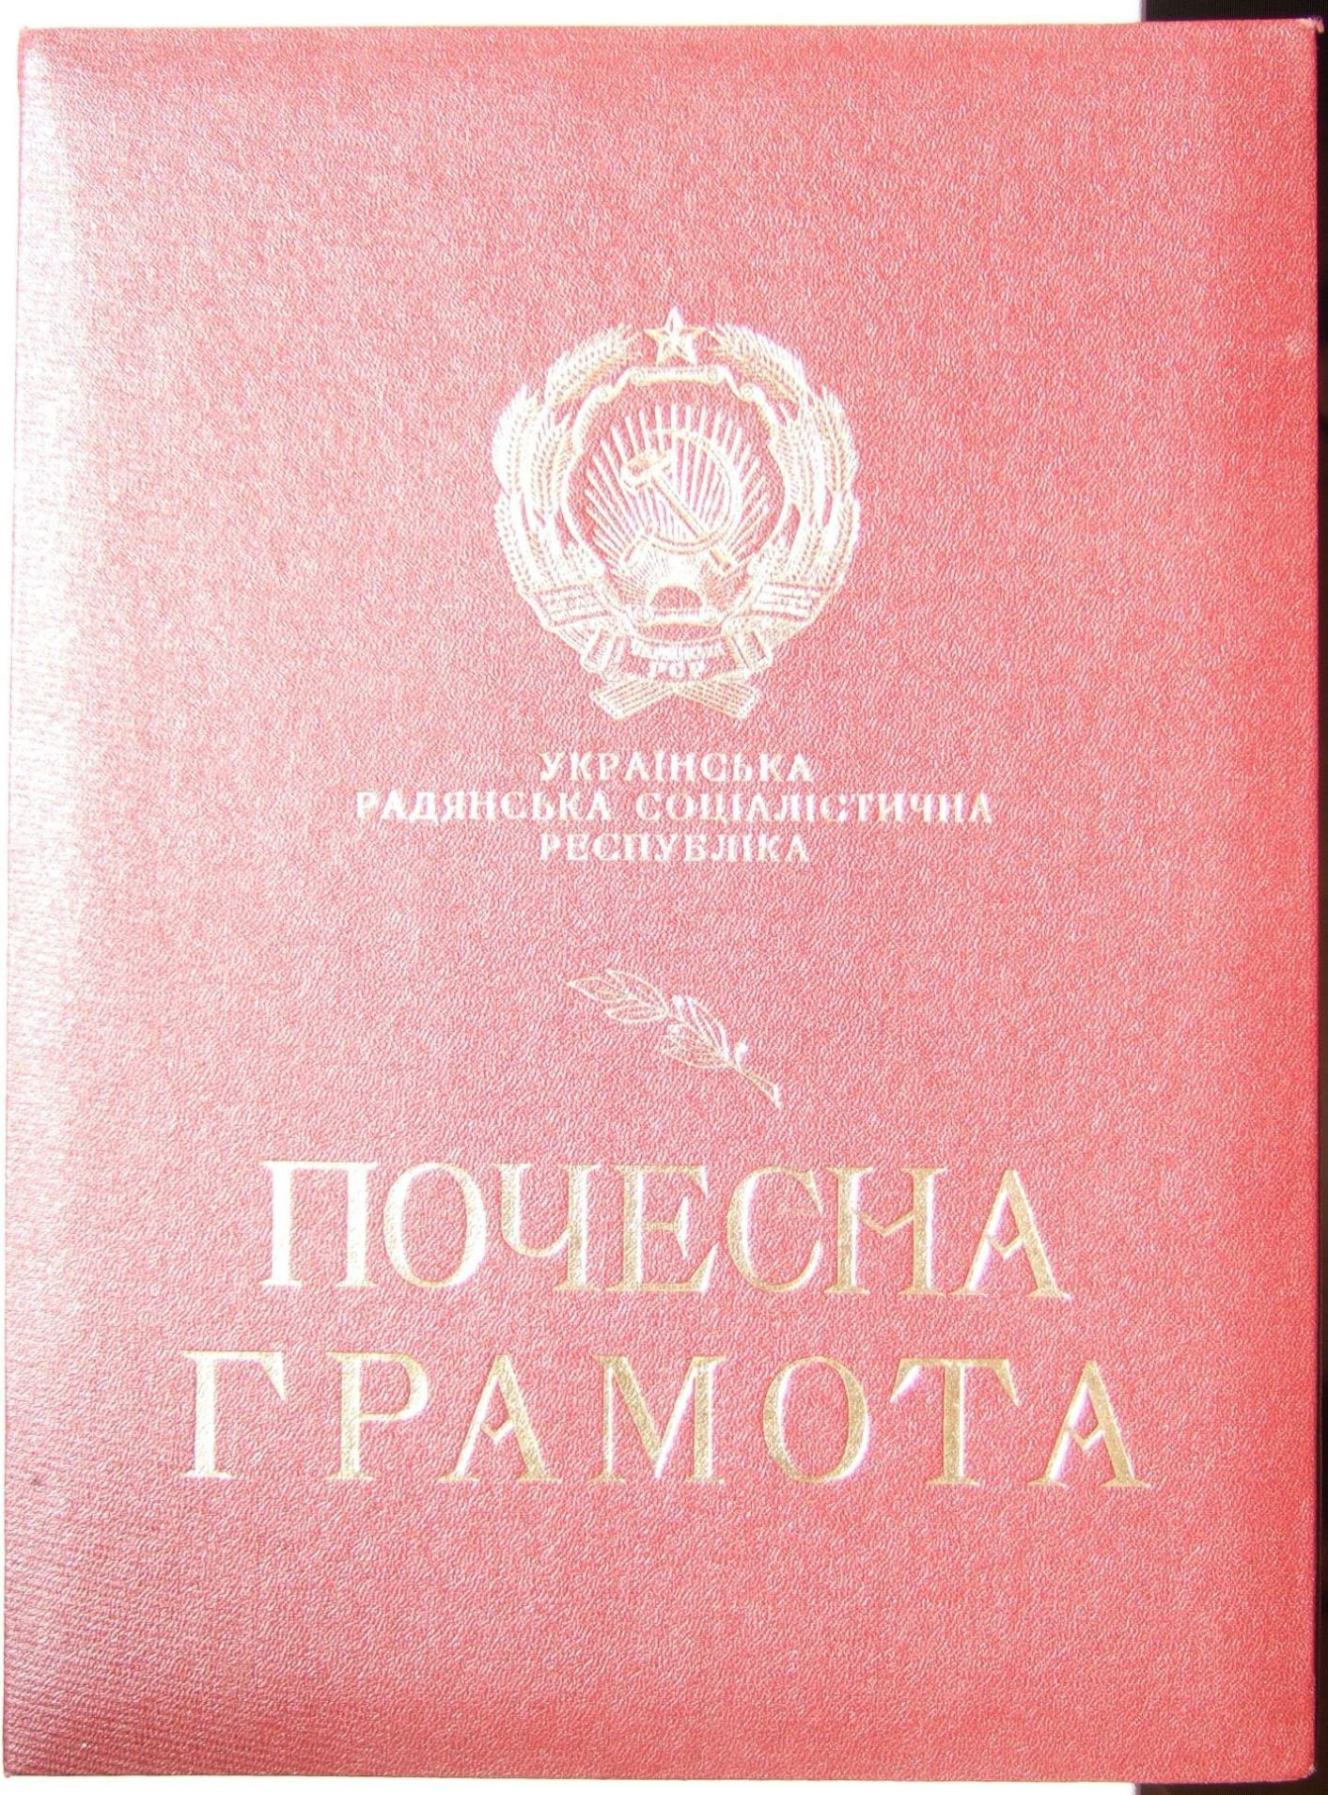 УКРАЇНСЬКА
РАДЯНСЬКА СОЦІАЛІСТИЧНА
РЕСПУБЛІКА
ПОЧЕСНА
ГРАМОТА